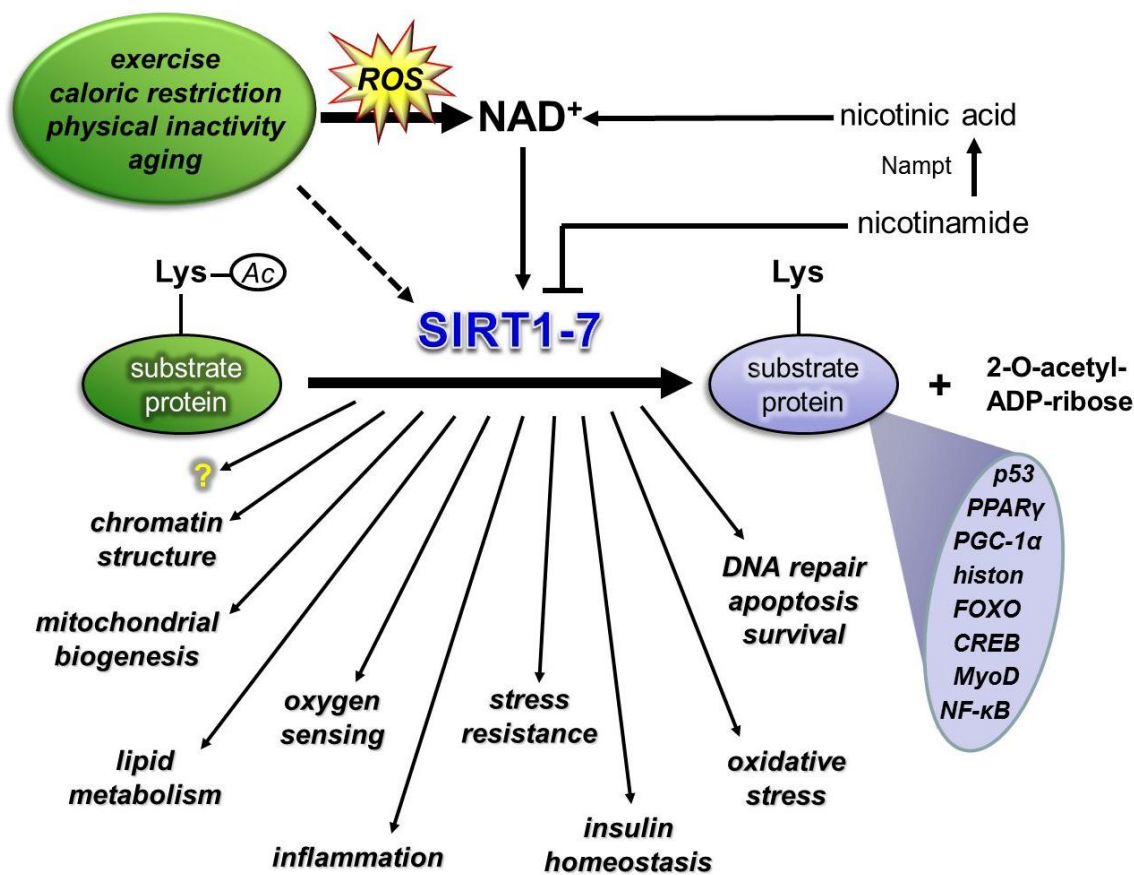 exercise
caloric restriction
physical inactivity
aging
ROS
NAD⁺
nicotinic acid
Nampt
nicotinamide
Lys
Ac
SIRT1-7
Lys
substrate
protein
substrate
protein
+
2-O-acetyl-
ADP-ribose
?
chromatin
structure
mitochondrial
biogenesis
lipid
metabolism
oxygen
sensing
inflammation
stress
resistance
insulin
homeostasis
oxidative
stress
DNA repair
apoptosis
survival
p53
PPARγ
PGC-1α
histon
FOXO
CREB
MyoD
NF-κB